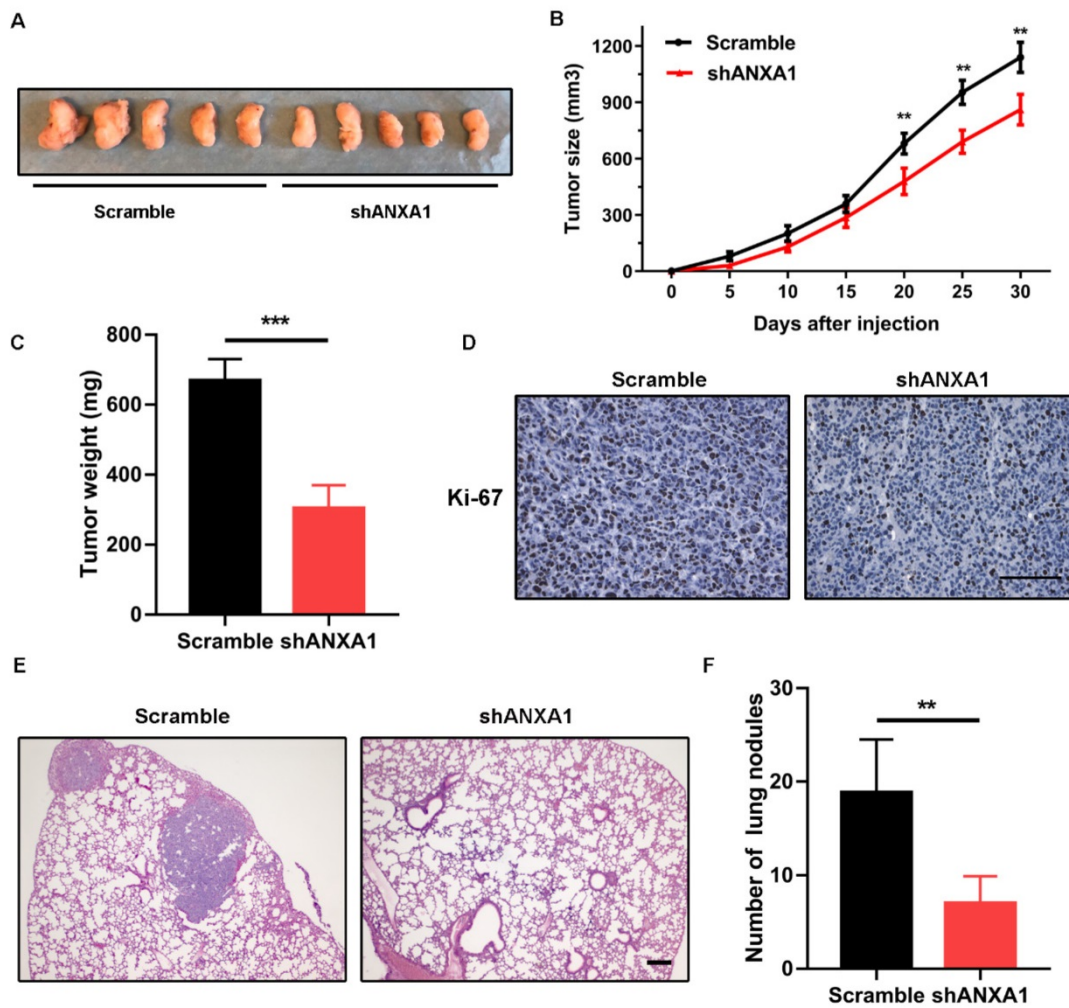 A
Scramble
shANXA1
B
Tumor size (mm3)
1200
900
600
300
0
Scramble
shANXA1
**
**
**
0 5 10 15 20 25 30
Days after injection
C
Tumor weight (mg)
800
600
400
200
0
***
Scramble shANXA1
D
Scramble
shANXA1
Ki-67
E
Scramble
shANXA1
F
Number of lung nodules
30
20
10
0
**
Scramble shANXA1